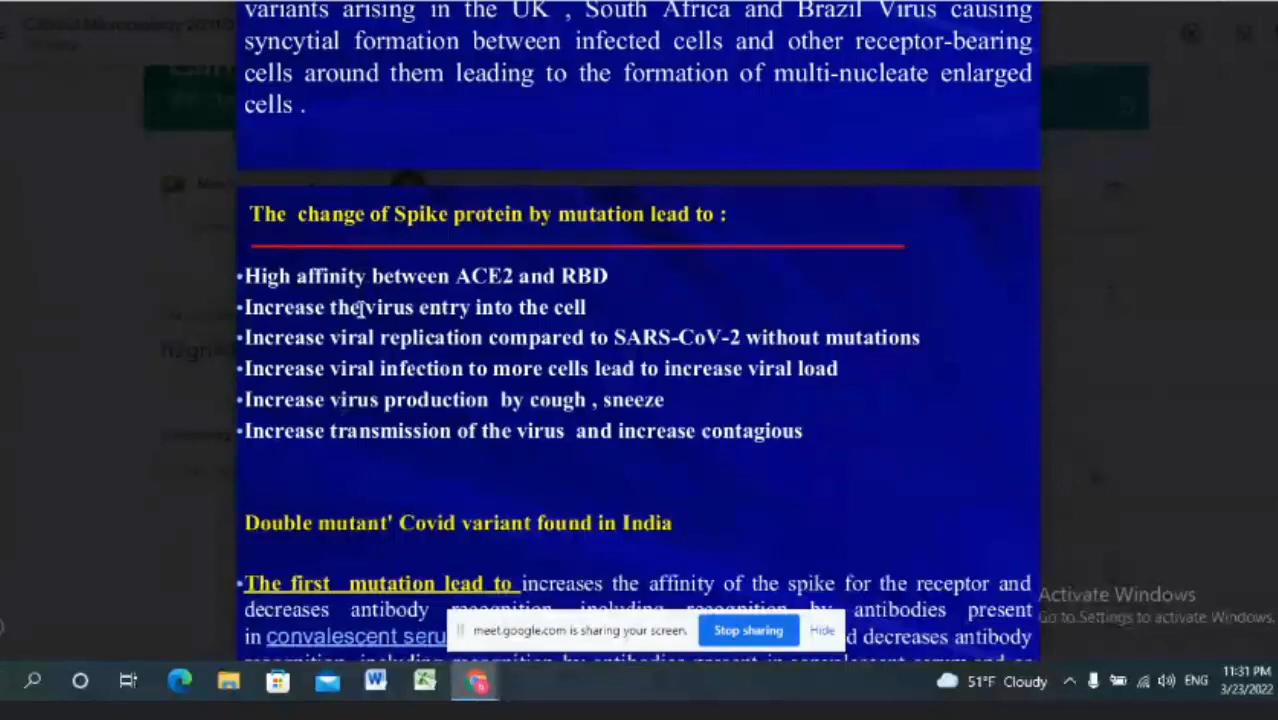 variants arising in the UK , South Africa and Brazil Virus causing
syncytial formation between infected cells and other receptor-bearing
cells around them leading to the formation of multi-nucleate enlarged
cells .
The change of Spike protein by mutation lead to :
•High affinity between ACE2 and RBD
•Increase the virus entry into the cell
•Increase viral replication compared to SARS-CoV-2 without mutations
•Increase viral infection to more cells lead to increase viral load
•Increase virus production by cough , sneeze
•Increase transmission of the virus and increase contagious
Double mutant' Covid variant found in India
•The first mutation lead to increases the affinity of the spike for the receptor and
decreases antibody recognition, including recognition by antibodies present
in convalescent seru
d decreases antibody
meet.google.com is sharing your screen.
Stop sharing
Hide
Activate Windows
Go to Settings to activate Windows.
51°F Cloudy
ENG
11:31 PM
3/23/2022